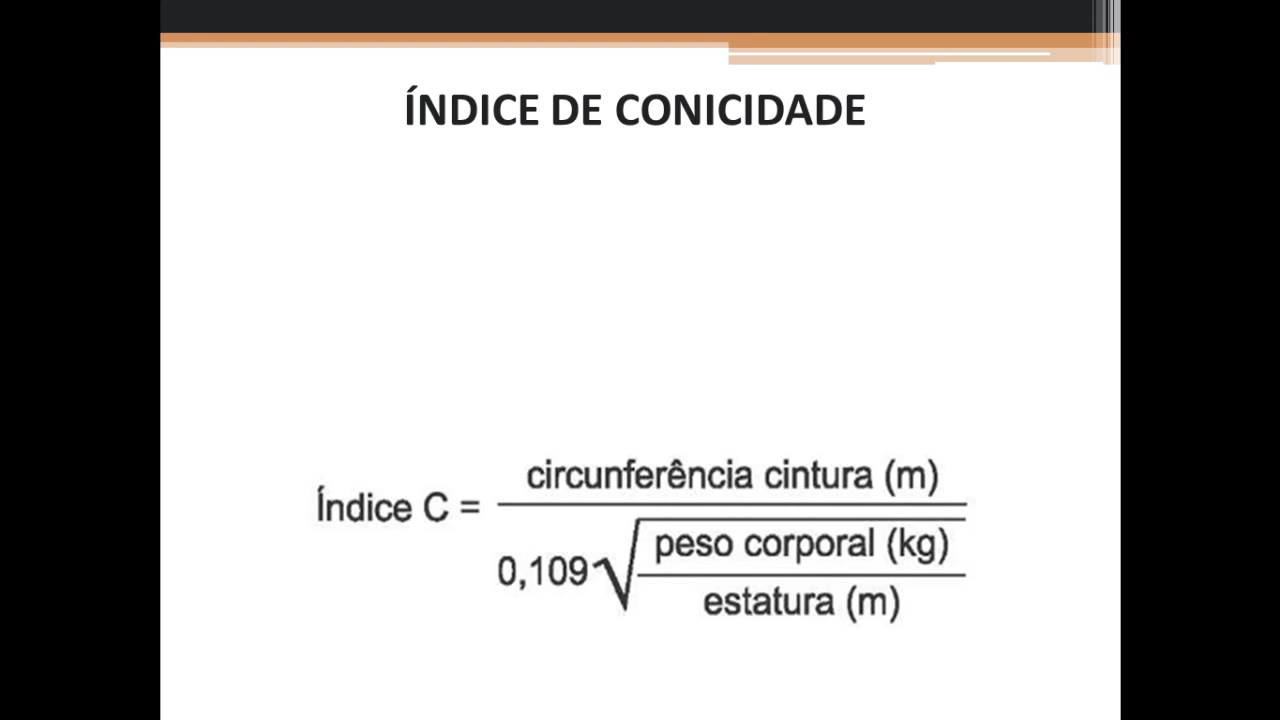 ÍNDICE DE CONICIDADE
circunferência cintura (m)
Índice C =
0,109√
peso corporal (kg)
estatura (m)